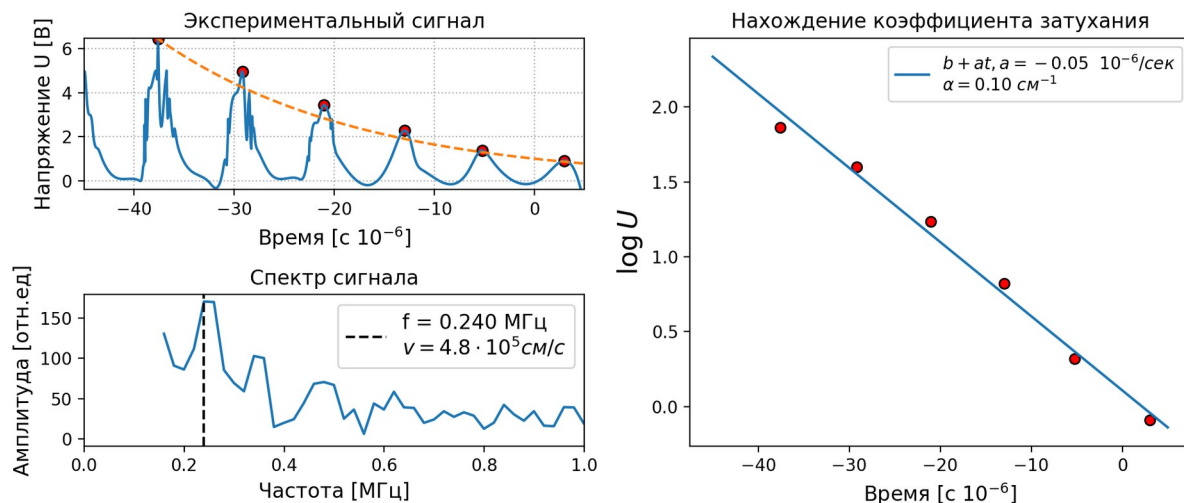 Экспериментальный сигнал
Напряжение U [В]
6
4
2
0
−40
−30
−20
−10
0
Время [с 10⁻⁶]
Спектр сигнала
Амплитуда [отн.ед]
150
100
50
0
f = 0.240 МГц
v = 4.8 · 10⁵см/с
0.0
0.2
0.4
0.6
0.8
1.0
Частота [МГц]
Нахождение коэффициента затухания
log U
2.0
1.5
1.0
0.5
0.0
b + at, a = −0.05 10⁻⁶/сек
α = 0.10 см⁻¹
−40
−30
−20
−10
0
Время [с 10⁻⁶]